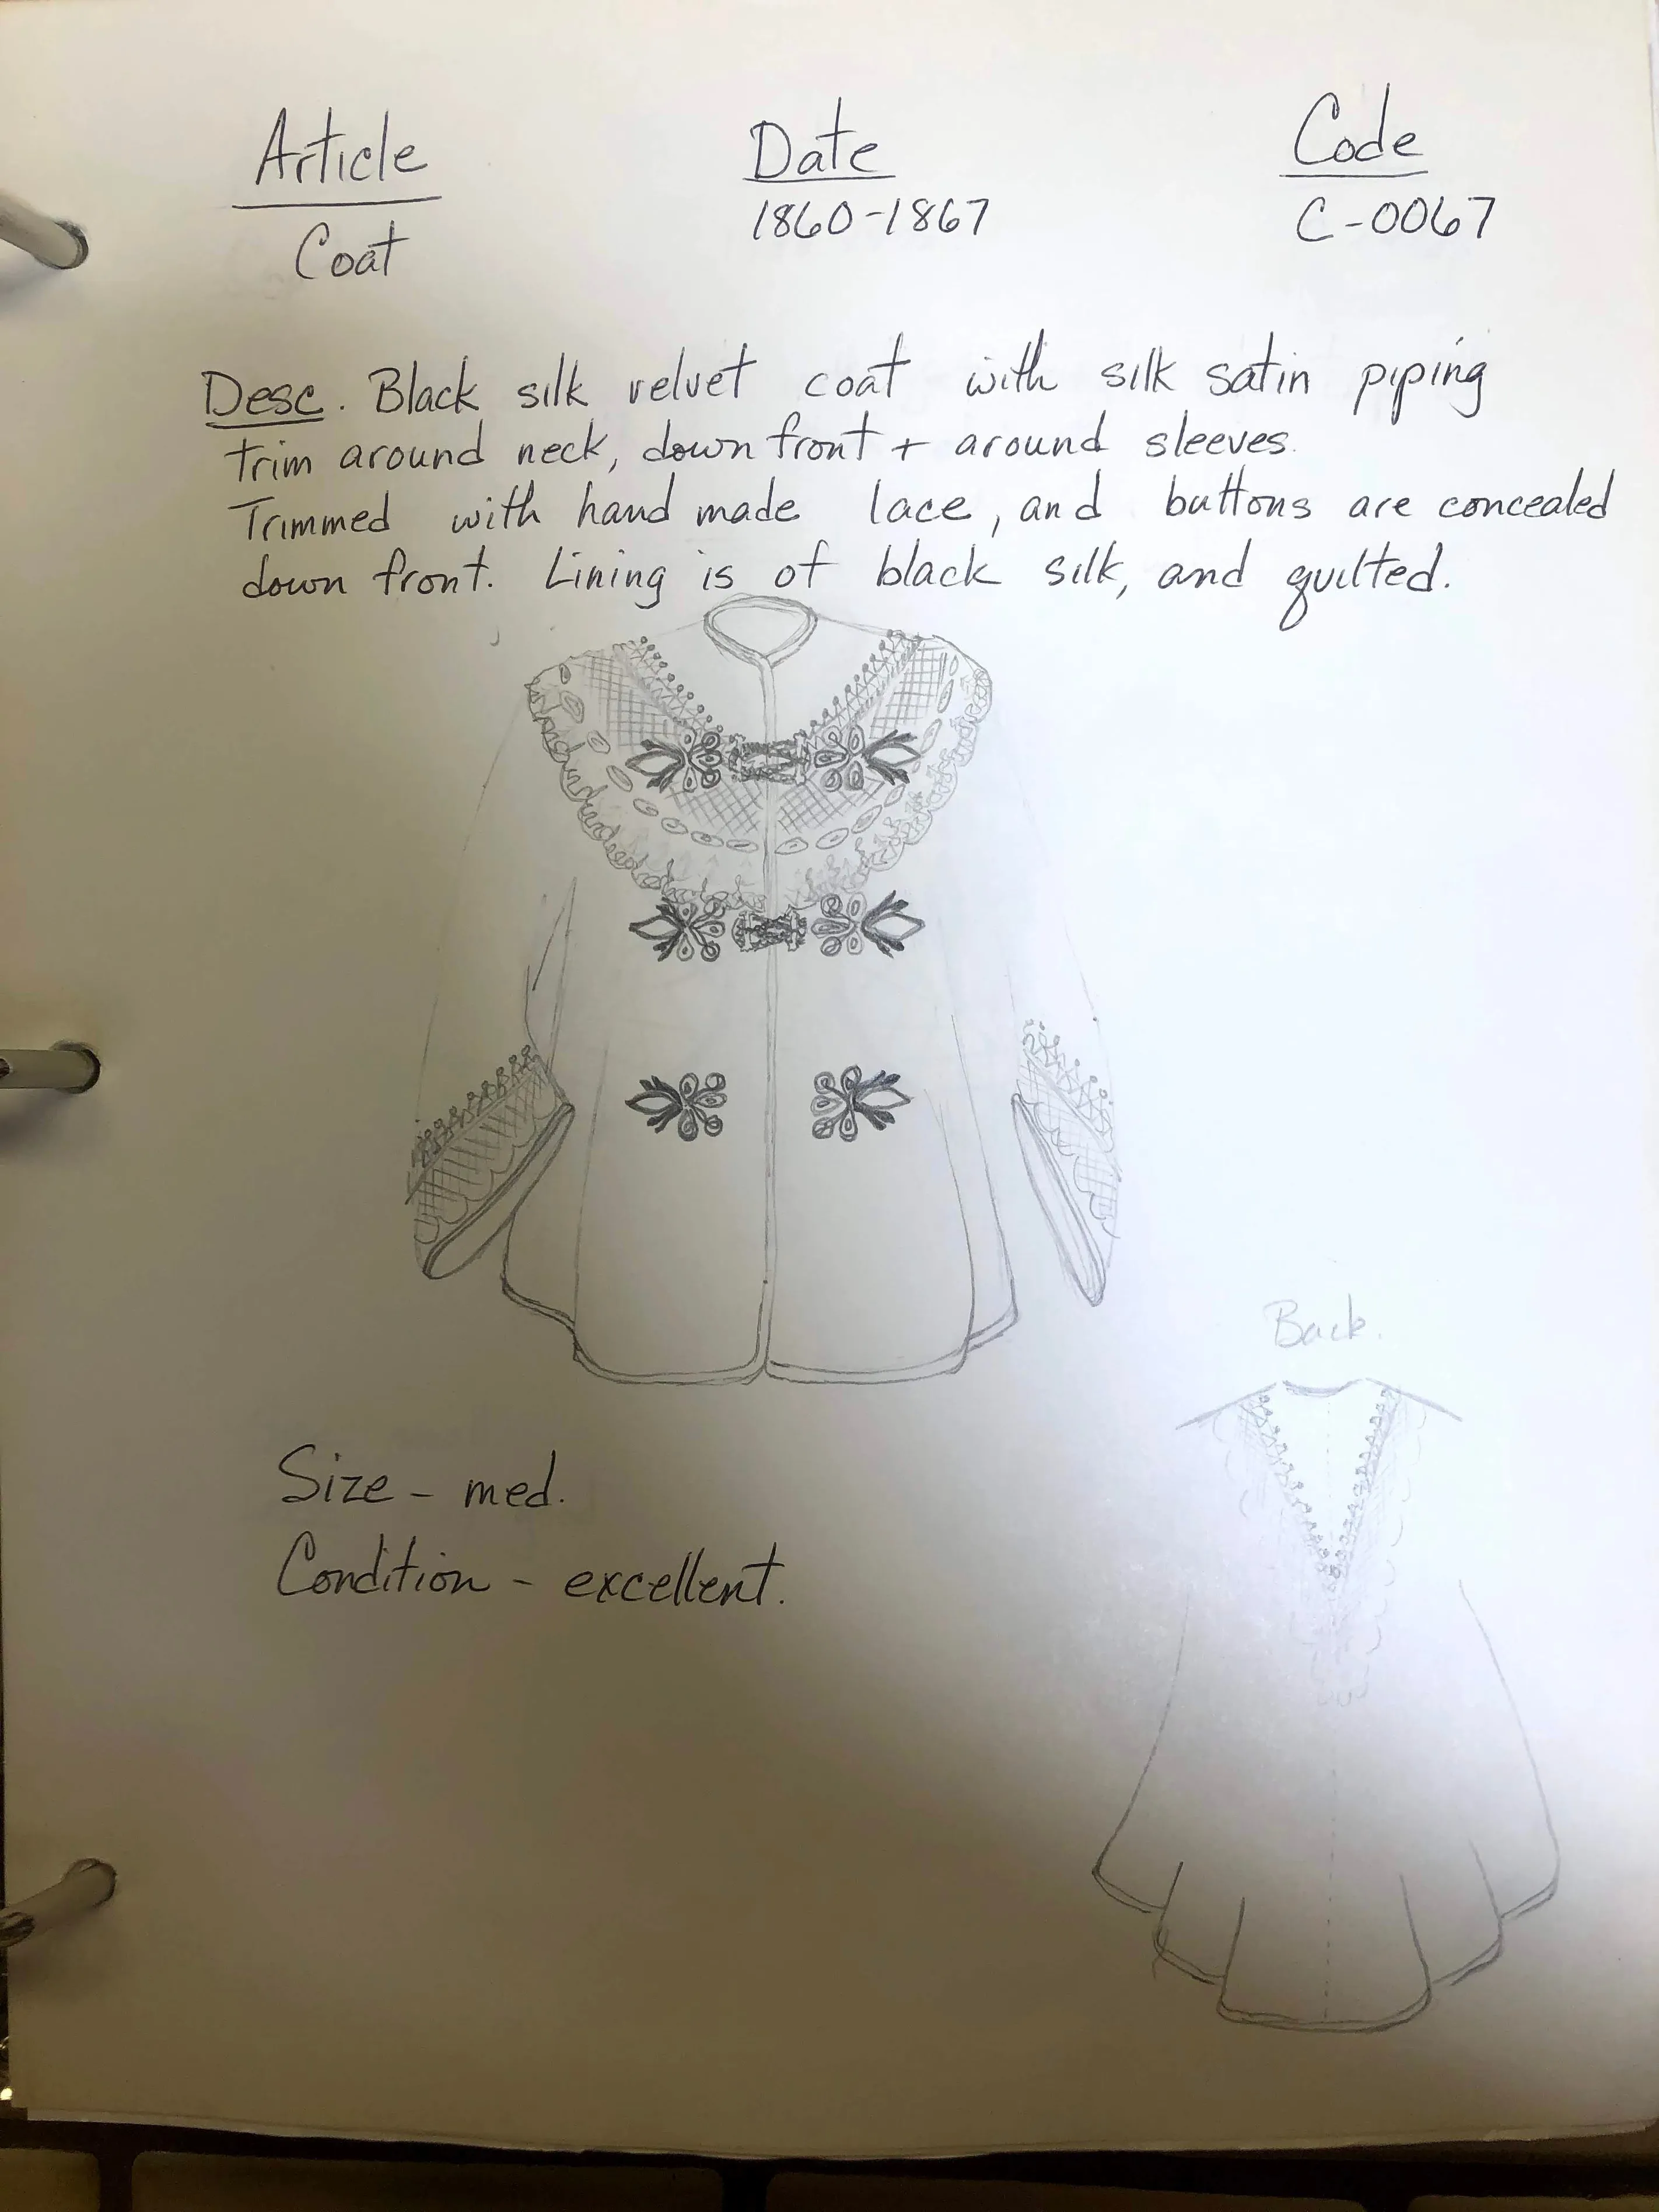 Article Date Code
Coat 1860-1867 C-0067
Desc. Black silk velvet coat with silk satin piping
trim around neck, down front + around sleeves.
Trimmed with hand made lace, and buttons are concealed
down front. Lining is of black silk, and quilted.
Back.
Size - med.
Condition - excellent.